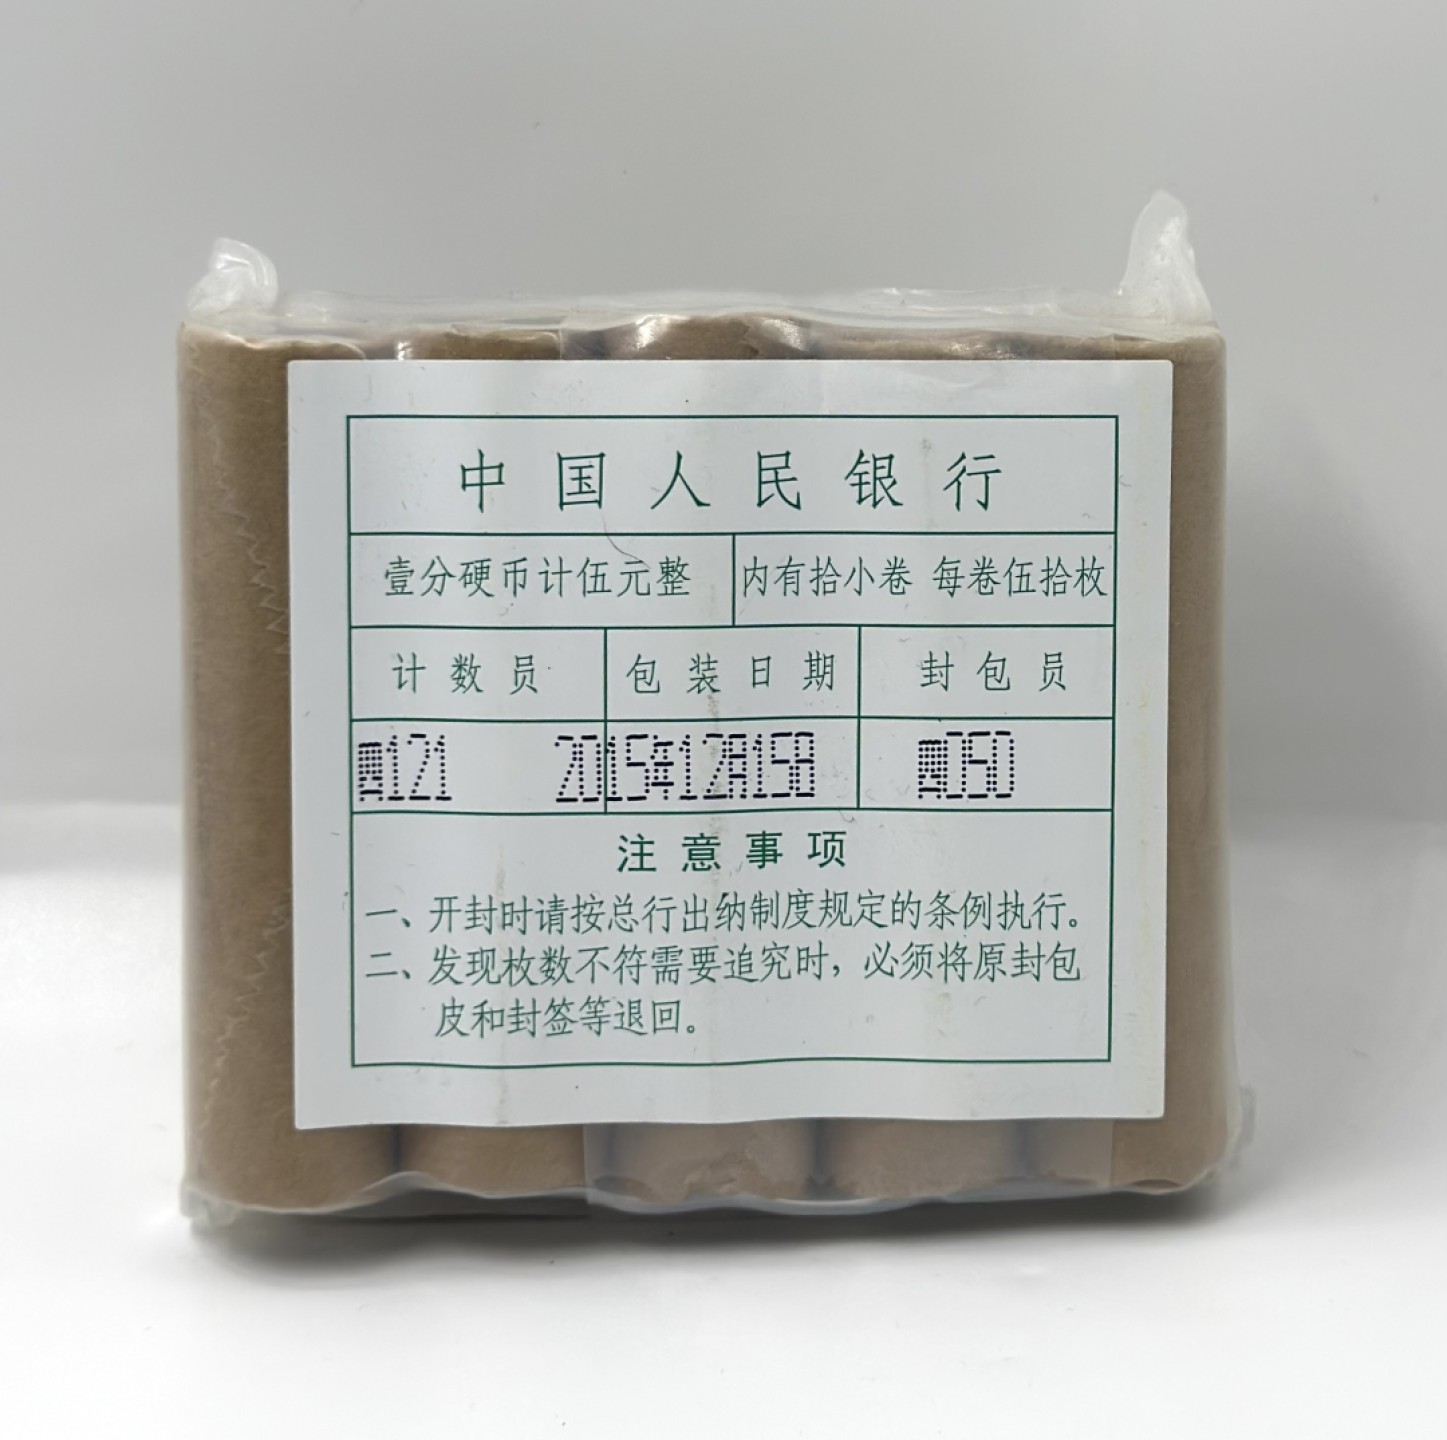 中国人民银行
壹分硬币计伍元整 内有拾小卷 每卷伍拾枚
计数员 包装日期 封包员
121 2015年12月15日 050
注意事项
一、开封时请按总行出纳制度规定的条例执行。
二、发现枚数不符需要追究时，必须将原封包
皮和封签等退回。